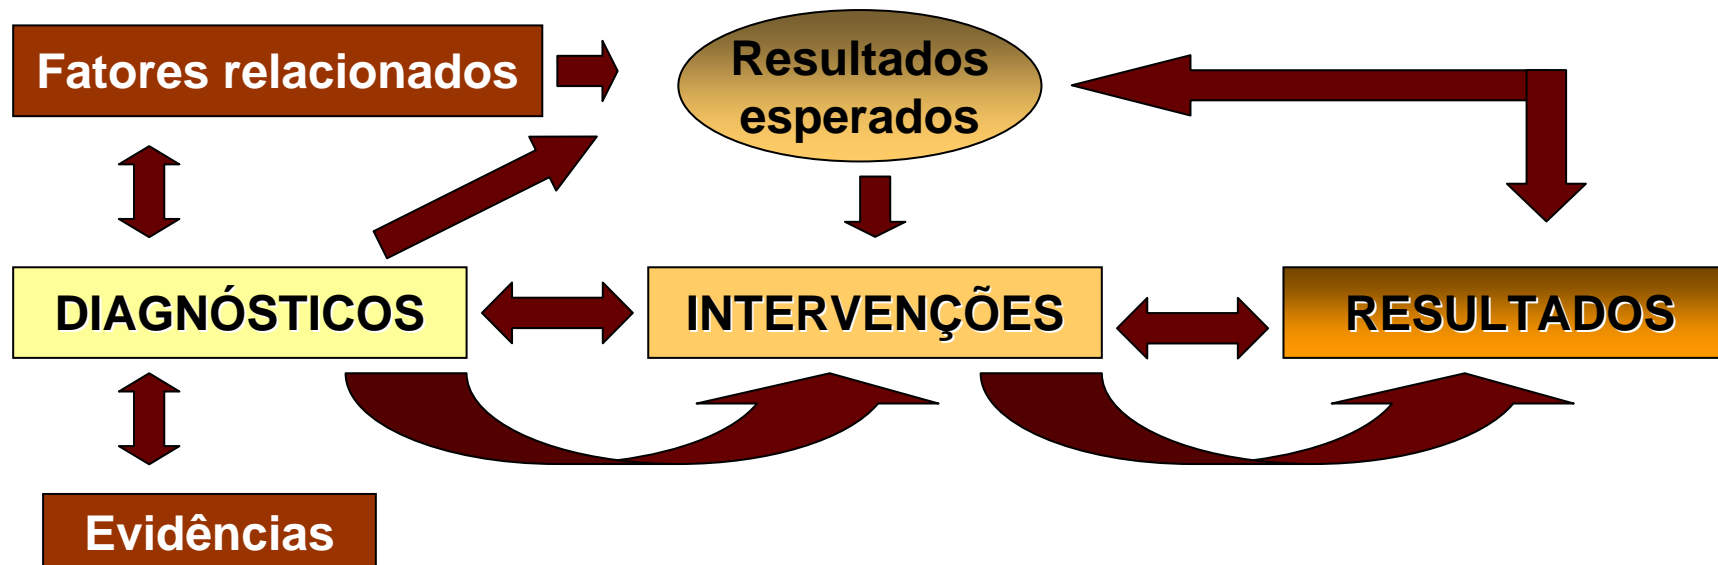 Fatores relacionados
Resultados
esperados
DIAGNÓSTICOS
INTERVENÇÕES
RESULTADOS
Evidências